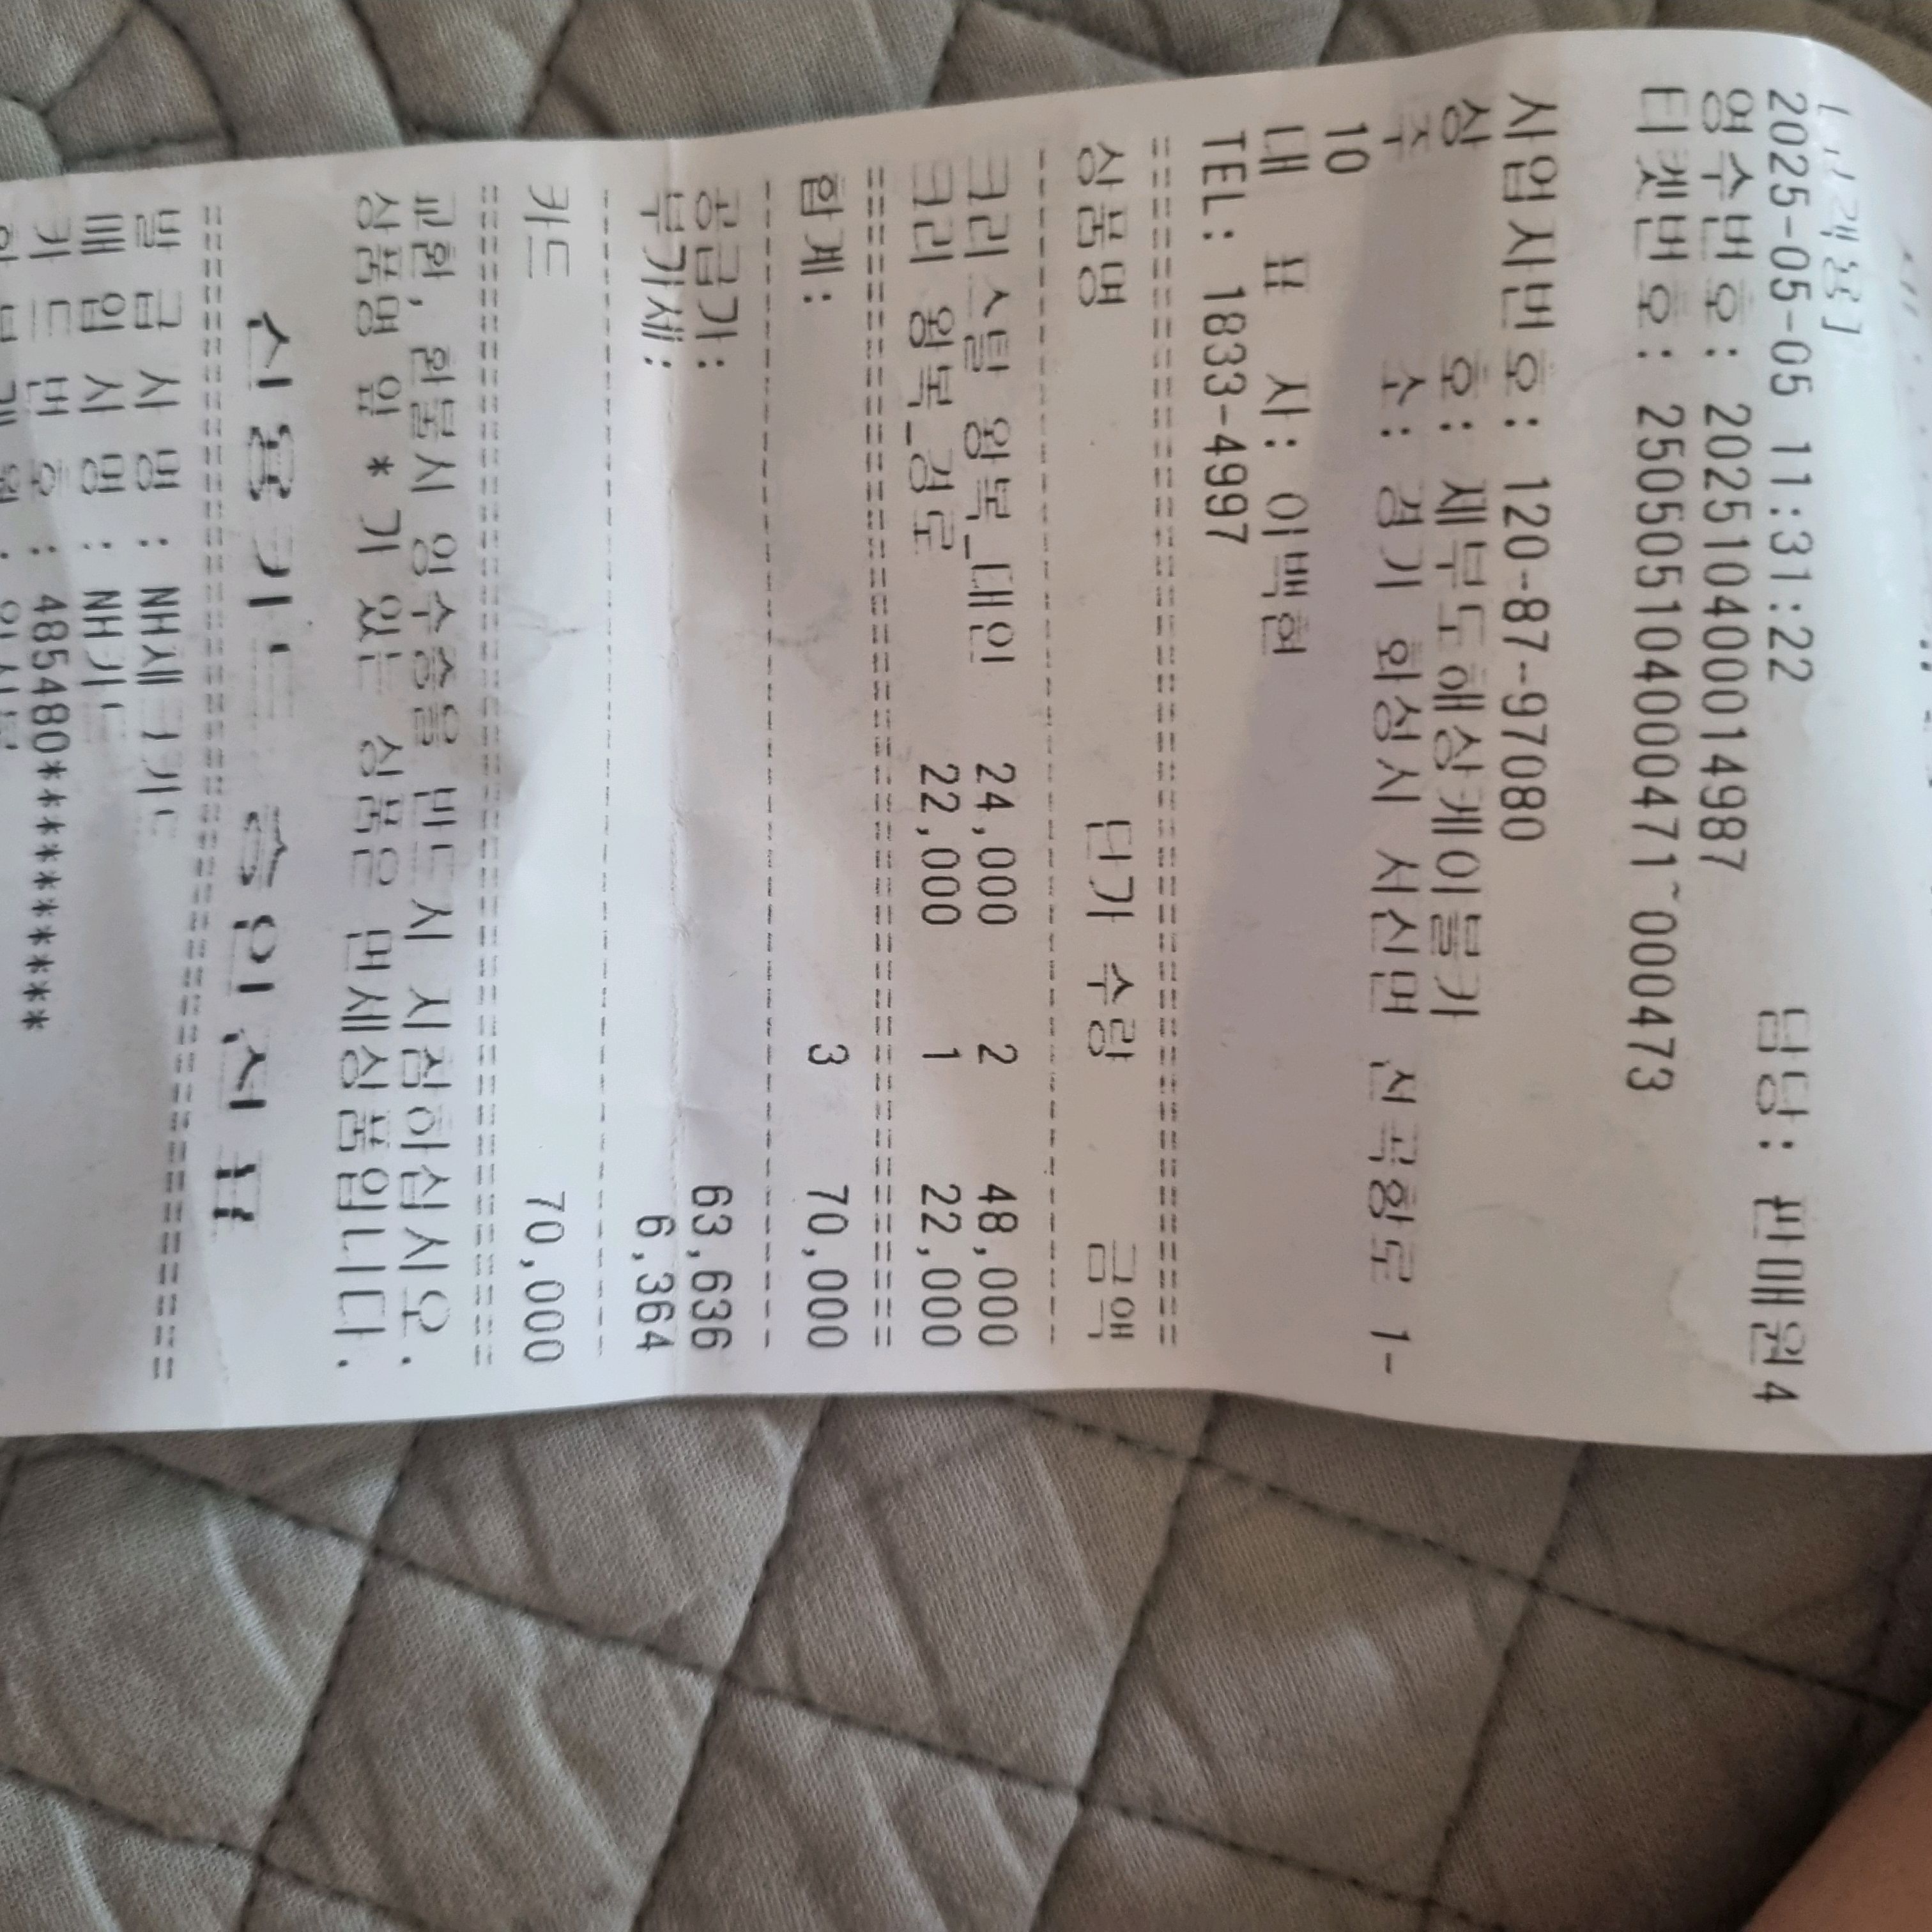 [고객용]
2025-05-05 11:31:22 담당: 판매원4
영수번호: 20251040001 4987
티켓번호: 2505051040000471~000473
사업자번호: 120-87-97080
상 호: 제부도해상케이블카
주 소: 경기 화성시 서신면 전곡항로 1-
10
대 표 자: 이백현
TEL: 1833-4997
========================================
상품명 단가 수량 금액
----------------------------------------
크리스탈 왕복_대인 24,000 2 48,000
크리 왕복_경로 22,000 1 22,000
========================================
합계: 3 70,000
----------------------------------------
공급가: 63,636
부가세: 6,364
----------------------------------------
카드 70,000
========================================
교환, 환불시 영수증을 반드시 지참하십시오.
상품명 앞 * 가 있는 상품은 면세상품입니다.
신용카드 승인전표
========================================
발 급 사 명 : NH체크카드
매 입 사 명 : NH카드
카 드 번 호 : 4854480*********